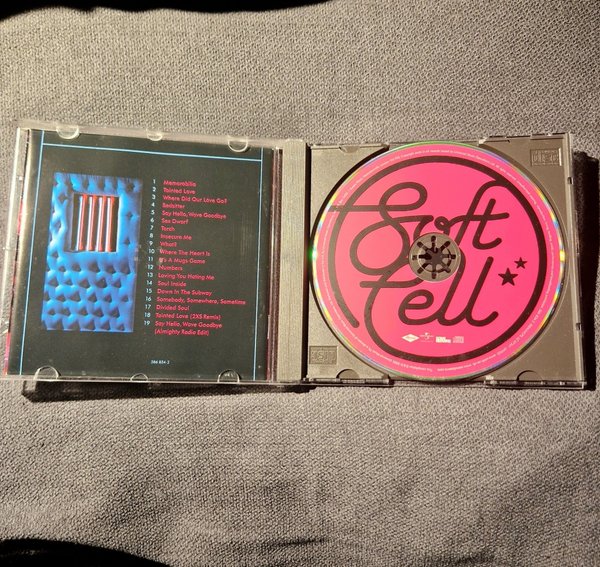 1 Memorabilia
2 Tainted Love
3 Where Did Our Love Go?
4 Bedsitter
5 Say Hello, Wave Goodbye
6 Sex Dwarf
7 Torch
8 Insecure Me
9 What?
10 Where The Heart Is
11 It's A Mugs Game
12 Numbers
13 Loving You Hating Me
14 Soul Inside
15 Down In The Subway
16 Somebody, Somewhere, Sometime
17 Divided Soul
18 Tainted Love (2XS Remix)
19 Say Hello, Wave Goodbye
(Almighty Radio Edit)
586 854-2
Soft
Cell